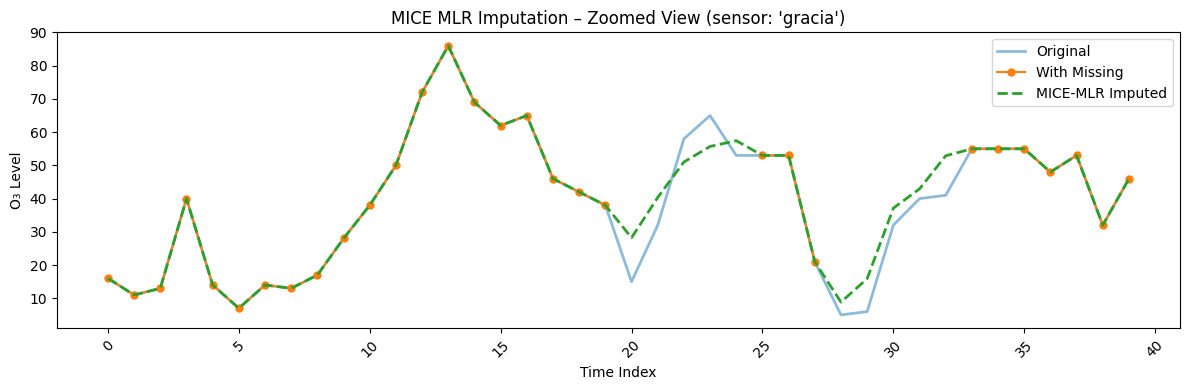 MICE MLR Imputation – Zoomed View (sensor: 'gracia')
Original
With Missing
MICE-MLR Imputed
O₃ Level
90
80
70
60
50
40
30
20
10
0 5 10 15 20 25 30 35 40
Time Index